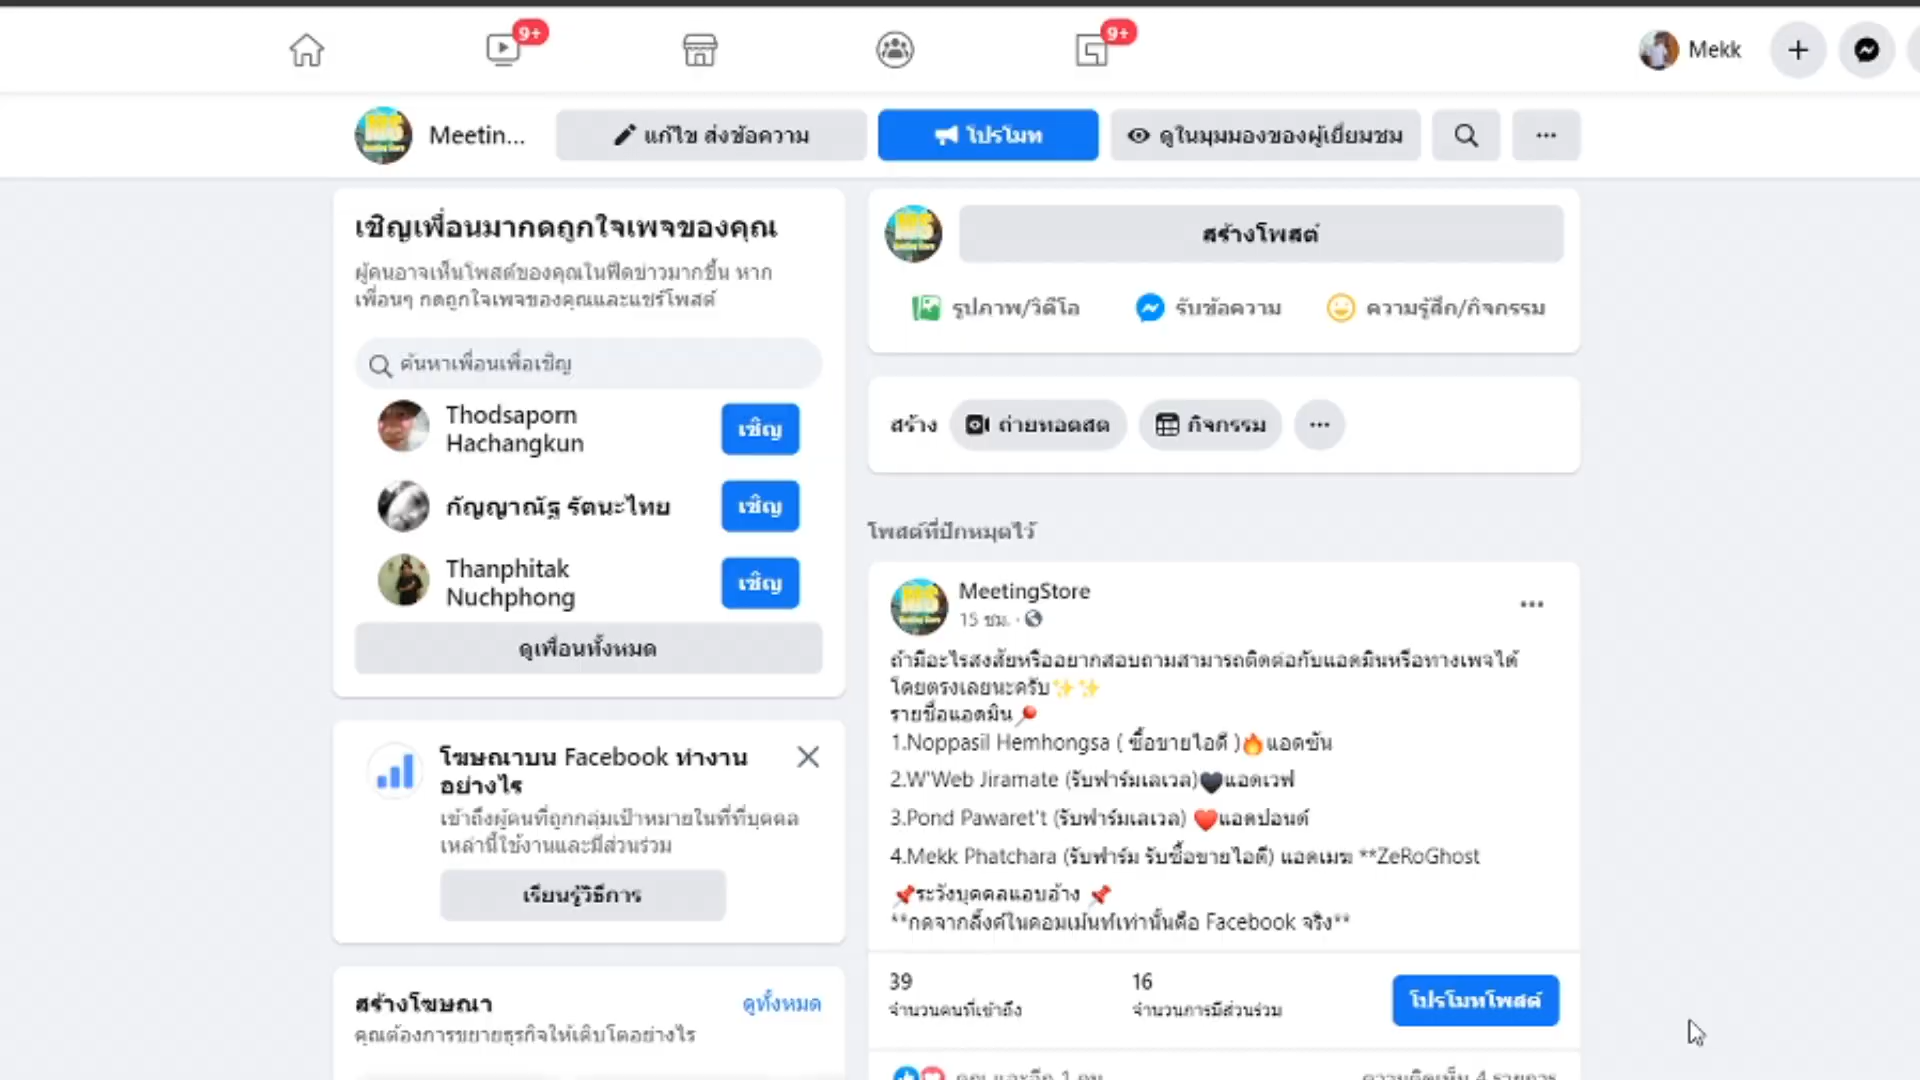 9+
9+
Mekk
Meetin...
แก้ไข ส่งข้อความ
โปรโมท
ดูในมุมมองของผู้เยี่ยมชม
เชิญเพื่อนมากดถูกใจเพจของคุณ
ผู้คนอาจเห็นโพสต์ของคุณในฟีดข่าวมากขึ้น หาก
เพื่อนๆ กดถูกใจเพจของคุณและแชร์โพสต์
ค้นหาเพื่อนเพื่อเชิญ
Thodsaporn
Hachangkun
เชิญ
กัญญาณัฐ รัตนะไทย
เชิญ
Thanphitak
Nuchphong
เชิญ
ดูเพื่อนทั้งหมด
โฆษณาบน Facebook ทำงาน
อย่างไร
เข้าถึงผู้คนที่ถูกกลุ่มเป้าหมายในที่ที่บุคคล
เหล่านี้ใช้งานและมีส่วนร่วม
เรียนรู้วิธีการ
สร้างโฆษณา
ดูทั้งหมด
คุณต้องการขยายธุรกิจให้เติบโตอย่างไร
สร้างโพสต์
รูปภาพ/วิดีโอ
รับข้อความ
ความรู้สึก/กิจกรรม
สร้าง
ถ่ายทอดสด
กิจกรรม
โพสต์ที่ปักหมุดไว้
MeetingStore
15 ชม. ·
ถ้ามีอะไรสงสัยหรืออยากสอบถามสามารถติดต่อกับแอดมินหรือทางเพจได้
โดยตรงเลยนะครับ✨✨
รายชื่อแอดมิน📍
1.Noppasil Hemhongsa ( ซื้อขายไอดี )🔥แอดซัน
2.W'Web Jiramate (รับฟาร์มเลเวล)🖤แอดเวฟ
3.Pond Pawaret't (รับฟาร์มเลเวล) ❤️แอดปอนด์
4.Mekk Phatchara (รับฟาร์ม รับซื้อขายไอดี) แอดเมฆ **ZeRoGhost
📌ระวังบุคคลแอบอ้าง 📌
**กดจากลิ้งค์ในคอมเม้นท์เท่านั้นคือ Facebook จริง**
39
จำนวนคนที่เข้าถึง
16
จำนวนการมีส่วนร่วม
โปรโมทโพสต์
คุณ และอีก 1 คน
ความคิดเห็น 4 รายการ